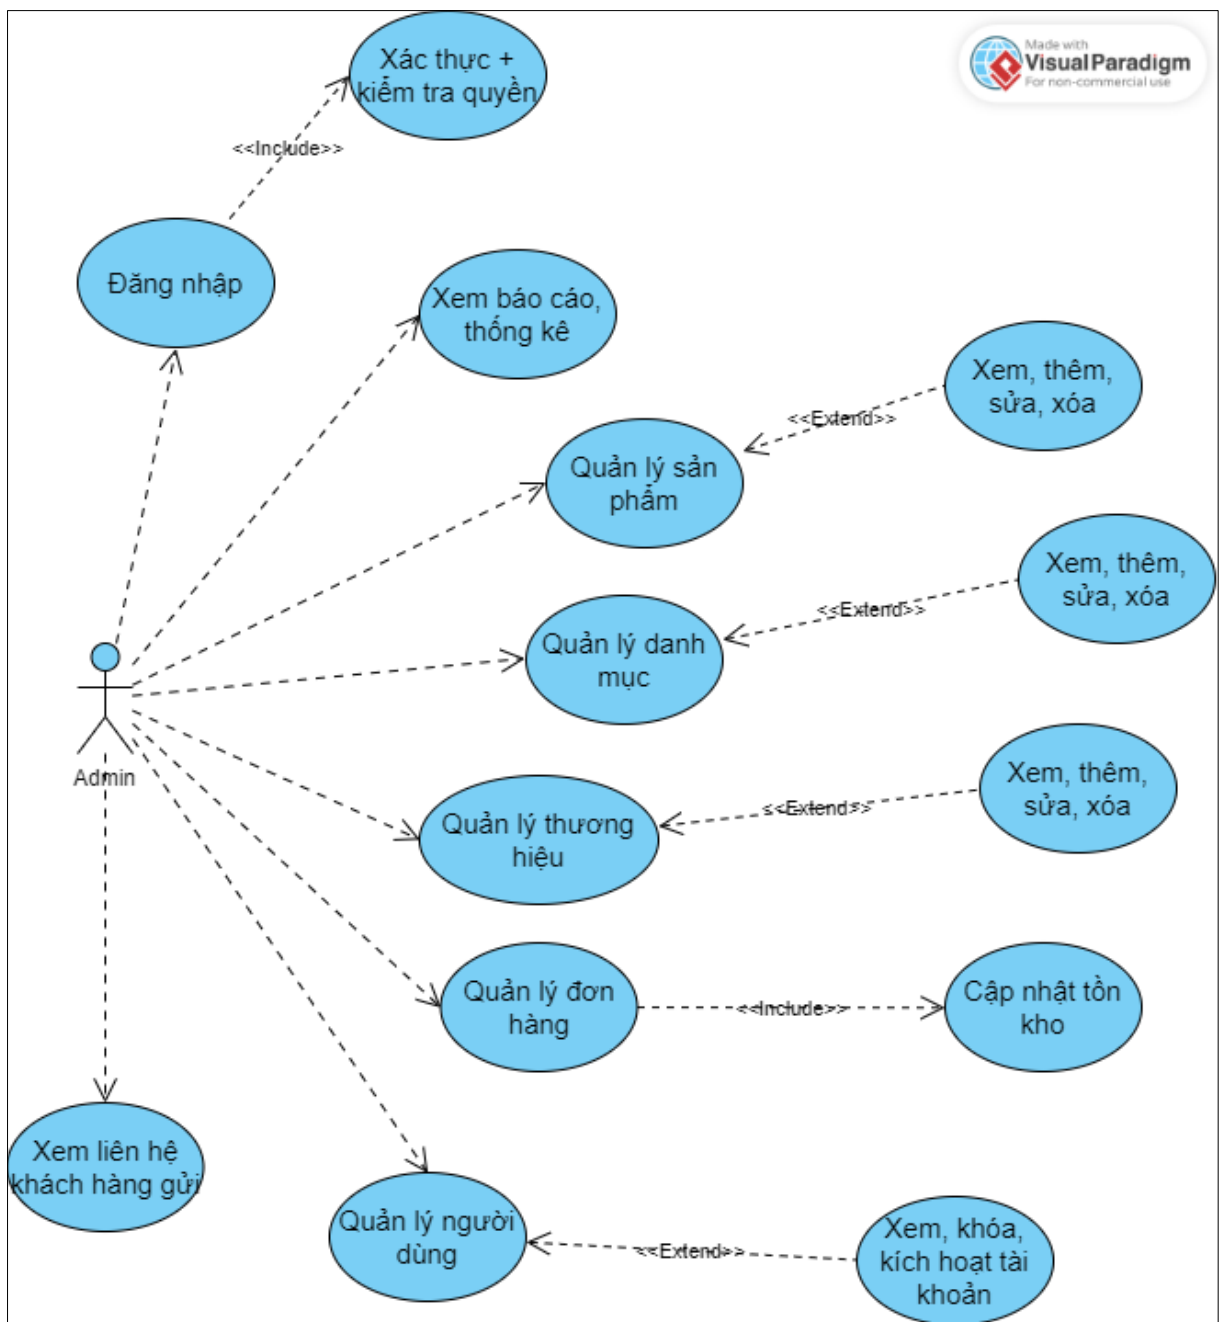 Xác thực +
kiểm tra quyền
Made with
Visual Paradigm
For non-commercial use
<<Include>>
Đăng nhập
Xem báo cáo,
thống kê
Xem, thêm,
sửa, xóa
<<Extend>>
Quản lý sản
phẩm
Xem, thêm,
sửa, xóa
<<Extend>>
Quản lý danh
mục
Admin
Xem, thêm,
sửa, xóa
<<Extend>>
Quản lý thương
hiệu
Quản lý đơn
hàng
<<Include>>
Cập nhật tồn
kho
Xem liên hệ
khách hàng gửi
Quản lý người
dùng
<<Extend>>
Xem, khóa,
kích hoạt tài
khoản